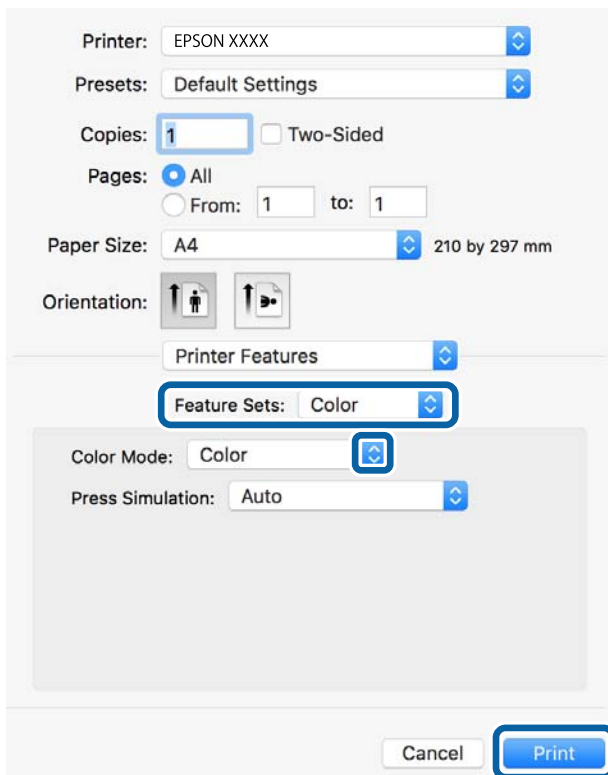 Printer: EPSON XXXX
Presets: Default Settings
Copies: 1 Two-Sided
Pages: All
From: 1 to: 1
Paper Size: A4 210 by 297 mm
Orientation:
Printer Features
Feature Sets: Color
Color Mode: Color
Press Simulation: Auto
Cancel Print